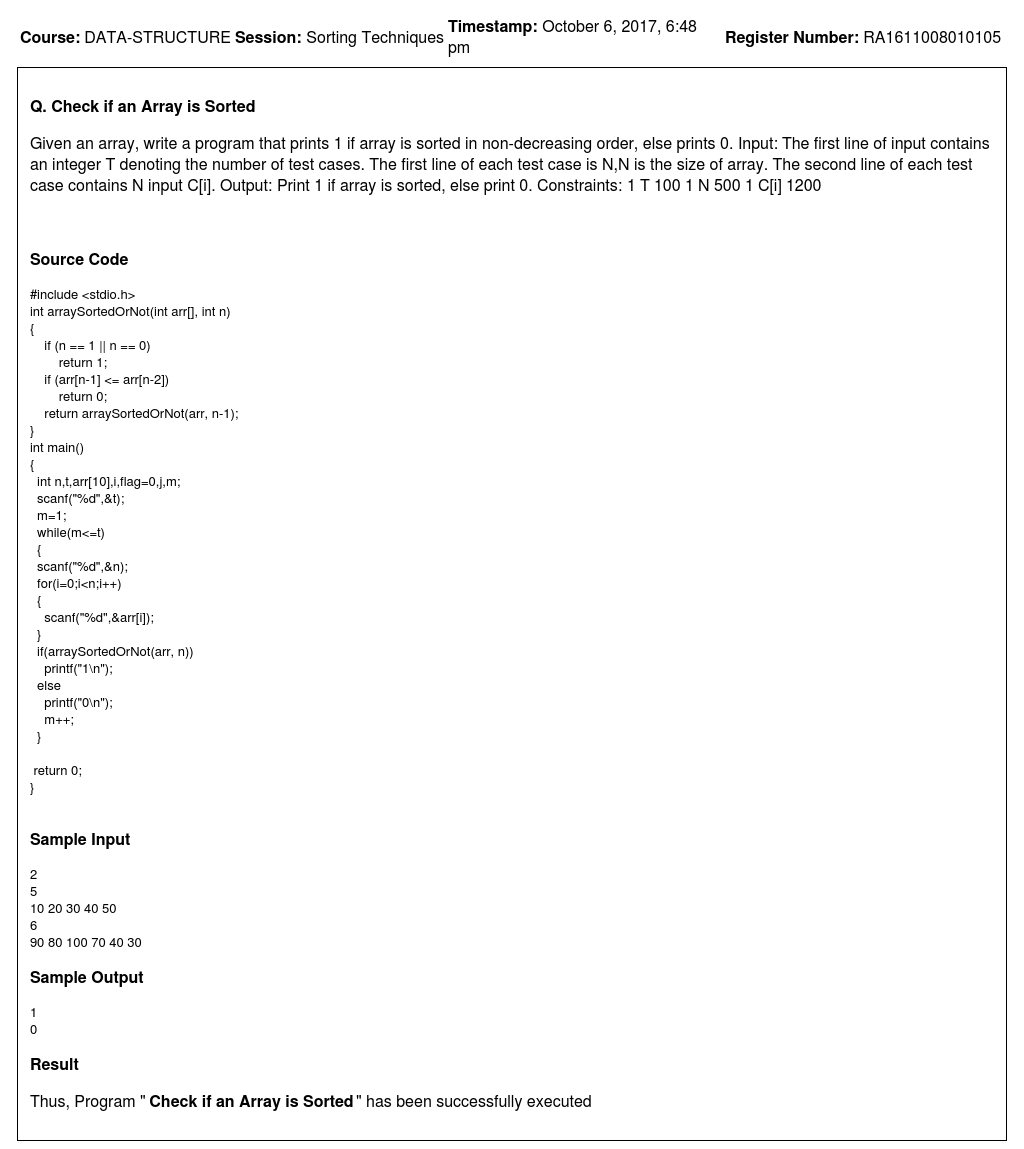 Course: DATA-STRUCTURE Session: Sorting Techniques Timestamp: October 6, 2017, 6:48 pm Register Number: RA1611008010105
Q. Check if an Array is Sorted
Given an array, write a program that prints 1 if array is sorted in non-decreasing order, else prints 0. Input: The first line of input contains
an integer T denoting the number of test cases. The first line of each test case is N,N is the size of array. The second line of each test
case contains N input C[i]. Output: Print 1 if array is sorted, else print 0. Constraints: 1 T 100 1 N 500 1 C[i] 1200
Source Code
#include <stdio.h>
int arraySortedOrNot(int arr[], int n)
{
    if (n == 1 || n == 0)
        return 1;
    if (arr[n-1] <= arr[n-2])
        return 0;
    return arraySortedOrNot(arr, n-1);
}
int main()
{
  int n,t,arr[10],i,flag=0,j,m;
  scanf("%d",&t);
  m=1;
  while(m<=t)
  {
  scanf("%d",&n);
  for(i=0;i<n;i++)
  {
    scanf("%d",&arr[i]);
  }
  if(arraySortedOrNot(arr, n))
    printf("1\n");
  else
    printf("0\n");
    m++;
  }
 return 0;
}
Sample Input
2
5
10 20 30 40 50
6
90 80 100 70 40 30
Sample Output
1
0
Result
Thus, Program " Check if an Array is Sorted " has been successfully executed